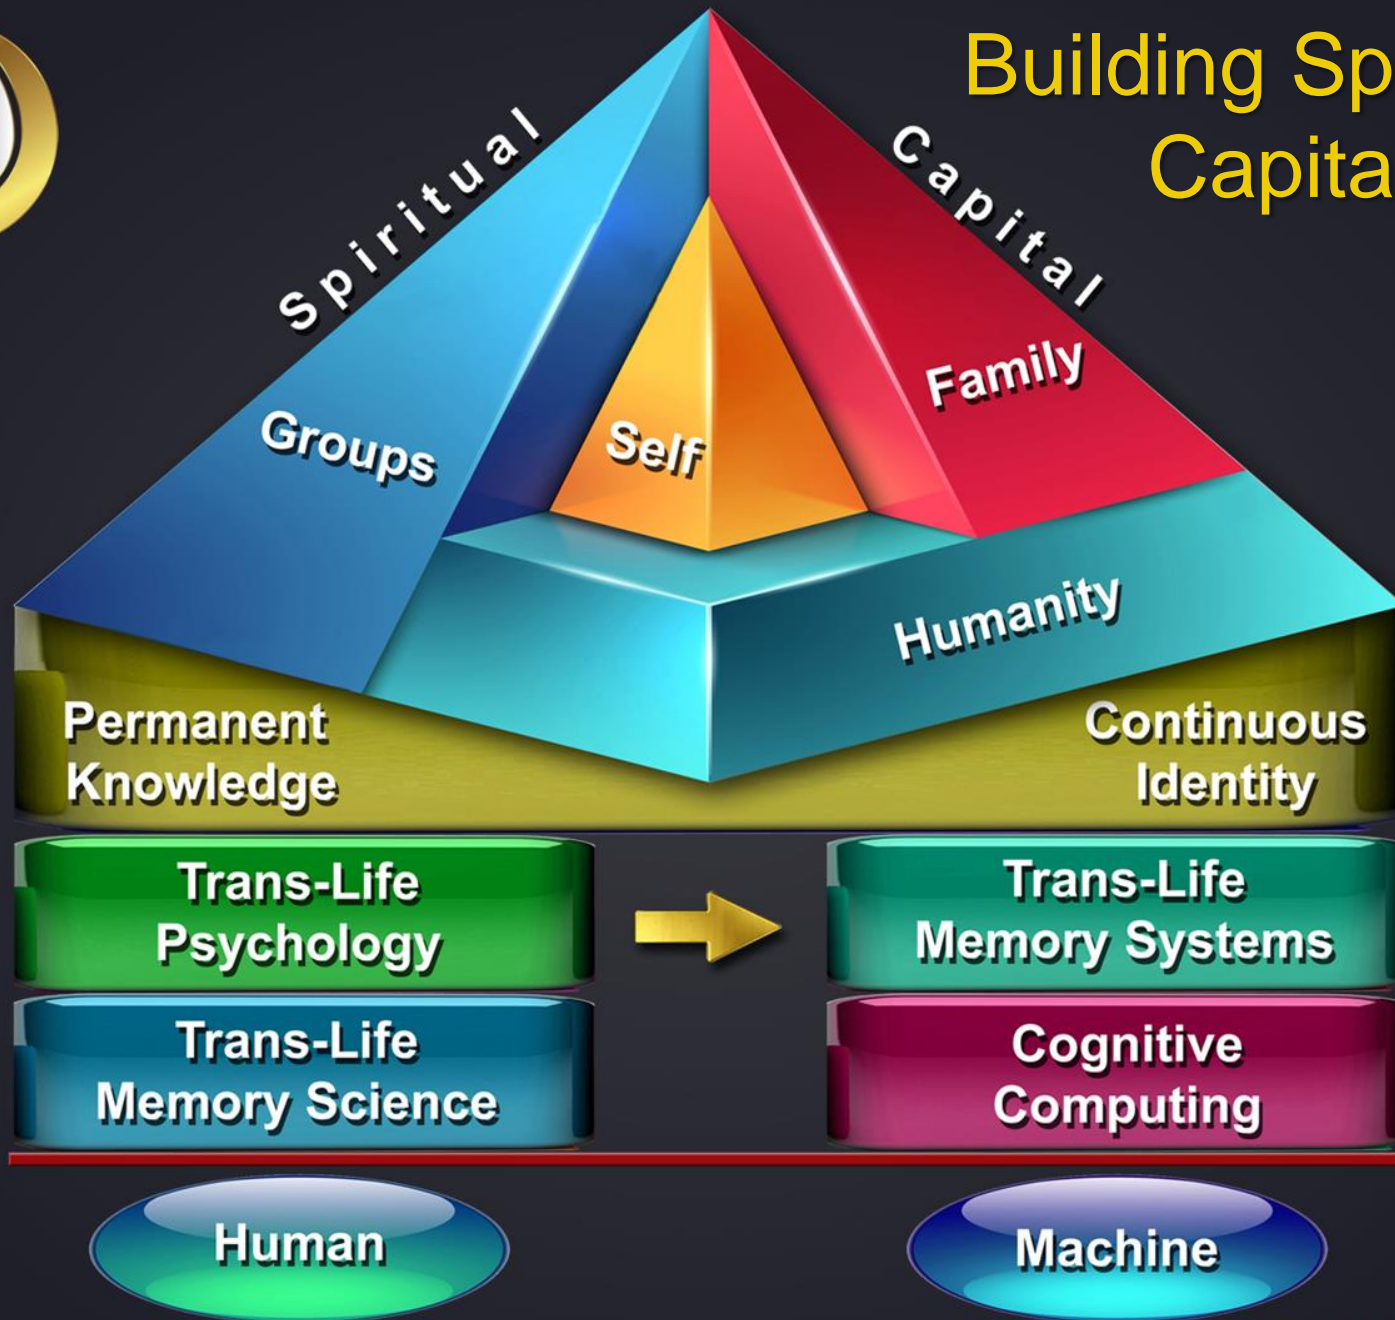 Building Sp
Capita
Spiritual
Capital
Groups
Self
Family
Humanity
Permanent
Knowledge
Continuous
Identity
Trans-Life
Psychology
Trans-Life
Memory Systems
Trans-Life
Memory Science
Cognitive
Computing
Human
Machine